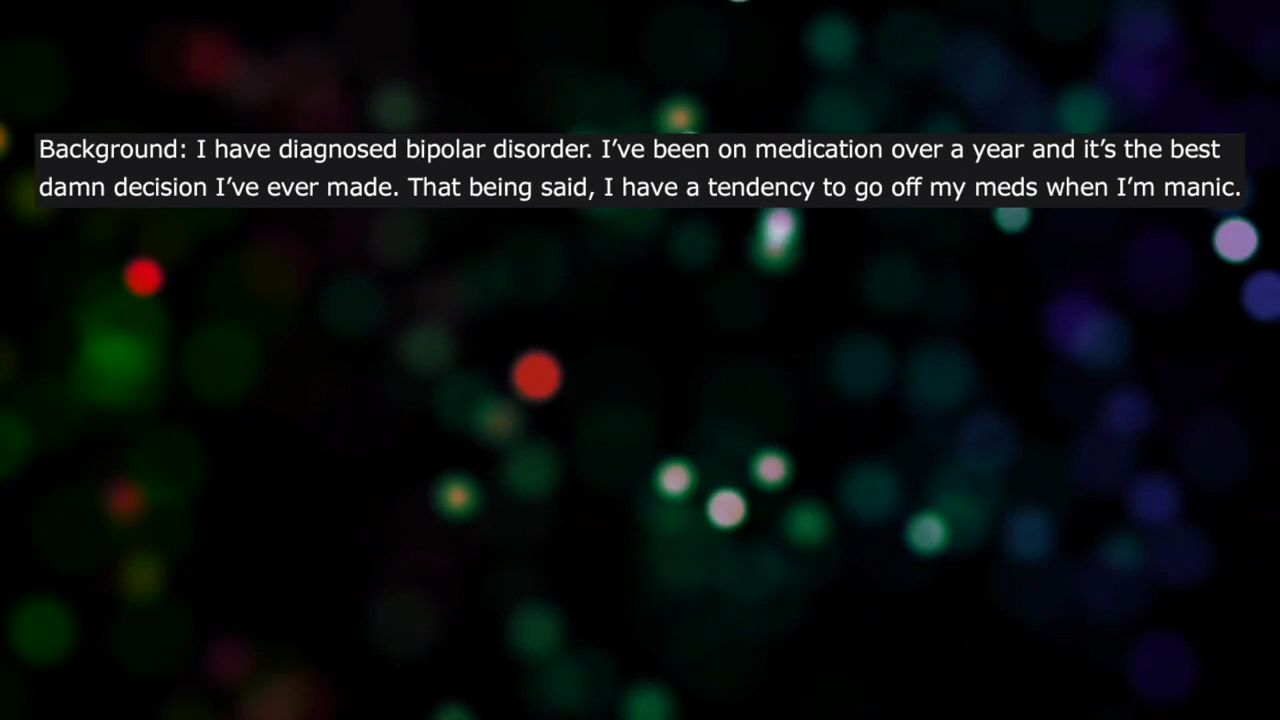 Background: I have diagnosed bipolar disorder. I’ve been on medication over a year and it’s the best
damn decision I’ve ever made. That being said, I have a tendency to go off my meds when I’m manic.